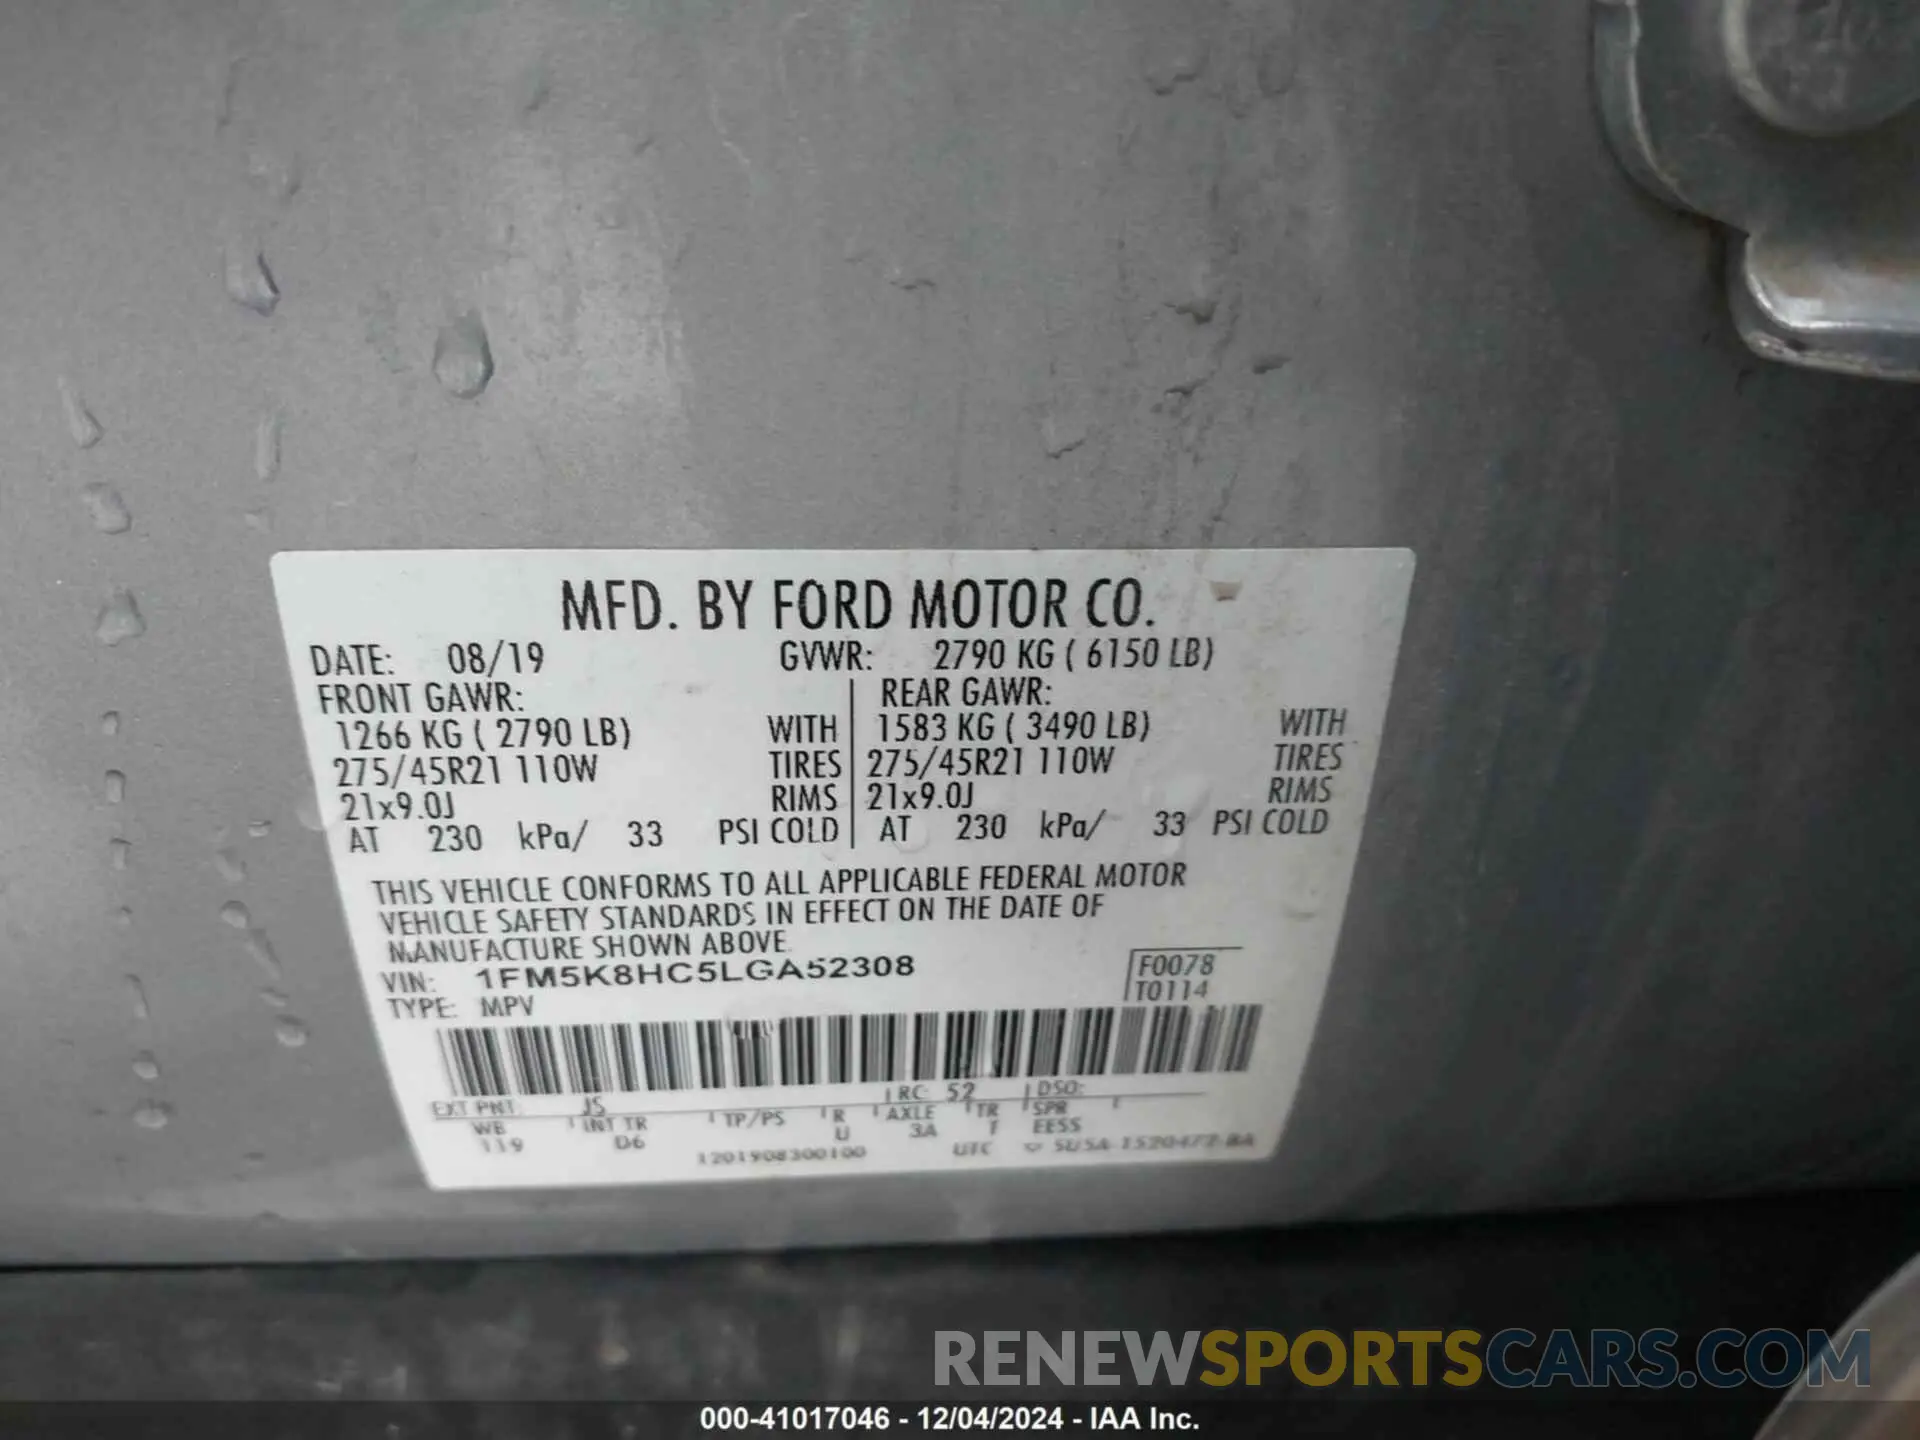 MFD. BY FORD MOTOR CO.
DATE: 08/19 GVWR: 2790 KG ( 6150 LB)
FRONT GAWR: REAR GAWR:
1266 KG ( 2790 LB) WITH 1583 KG ( 3490 LB) WITH
275/45R21 110W TIRES 275/45R21 110W TIRES
21x9.0J RIMS 21x9.0J RIMS
AT 230 kPa/ 33 PSI COLD AT 230 kPa/ 33 PSI COLD
THIS VEHICLE CONFORMS TO ALL APPLICABLE FEDERAL MOTOR
VEHICLE SAFETY STANDARDS IN EFFECT ON THE DATE OF
MANUFACTURE SHOWN ABOVE.
VIN: 1FM5K8HC5LGA52308 F0078
TYPE: MPV T0114
EXT PNT: JS RC: 52 DSO:
WB INT TR TP/PS R AXLE TR SPR
119 D6 U 3A T EESS
1201908300100 UTC
RENEWSPORTSCARS.COM
000-41017046 - 12/04/2024 - IAA Inc.